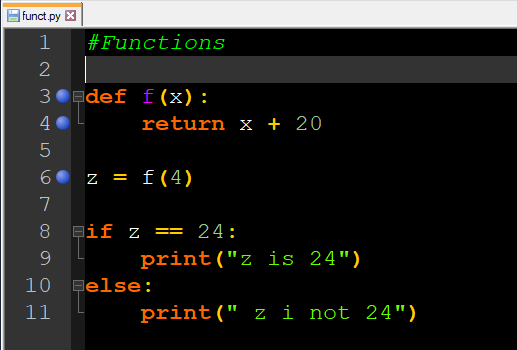 funct.py
1 #Functions
2
3 def f(x):
4     return x + 20
5
6 z = f(4)
7
8 if z == 24:
9     print("z is 24")
10 else:
11     print(" z i not 24")